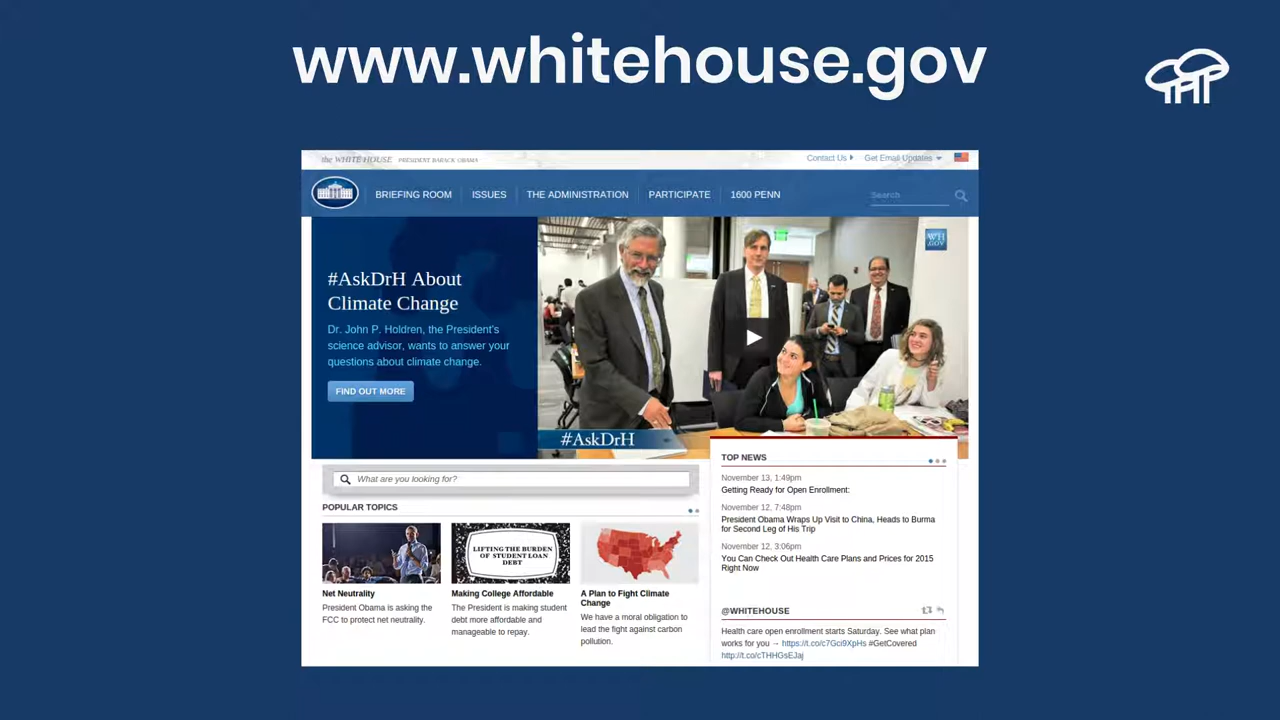 www.whitehouse.gov
the WHITE HOUSE PRESIDENT BARACK OBAMA
Contact Us
Get Email Updates
BRIEFING ROOM
ISSUES
THE ADMINISTRATION
PARTICIPATE
1600 PENN
Search
#AskDrH About
Climate Change
Dr. John P. Holdren, the President's
science advisor, wants to answer your
questions about climate change.
FIND OUT MORE
WH
.GOV
#AskDrH
What are you looking for?
POPULAR TOPICS
LIFTING THE BURDEN
OF STUDENT LOAN
DEBT
Net Neutrality
President Obama is asking the
FCC to protect net neutrality.
Making College Affordable
The President is making student
debt more affordable and
manageable to repay.
A Plan to Fight Climate
Change
We have a moral obligation to
lead the fight against carbon
pollution.
TOP NEWS
November 13, 1:49pm
Getting Ready for Open Enrollment:
November 12, 7:48pm
President Obama Wraps Up Visit to China, Heads to Burma
for Second Leg of His Trip
November 12, 3:06pm
You Can Check Out Health Care Plans and Prices for 2015
Right Now
@WHITEHOUSE
Health care open enrollment starts Saturday. See what plan
works for you → https://t.co/c7Gci9XpHs #GetCovered
http://t.co/cTHHGsEJaj